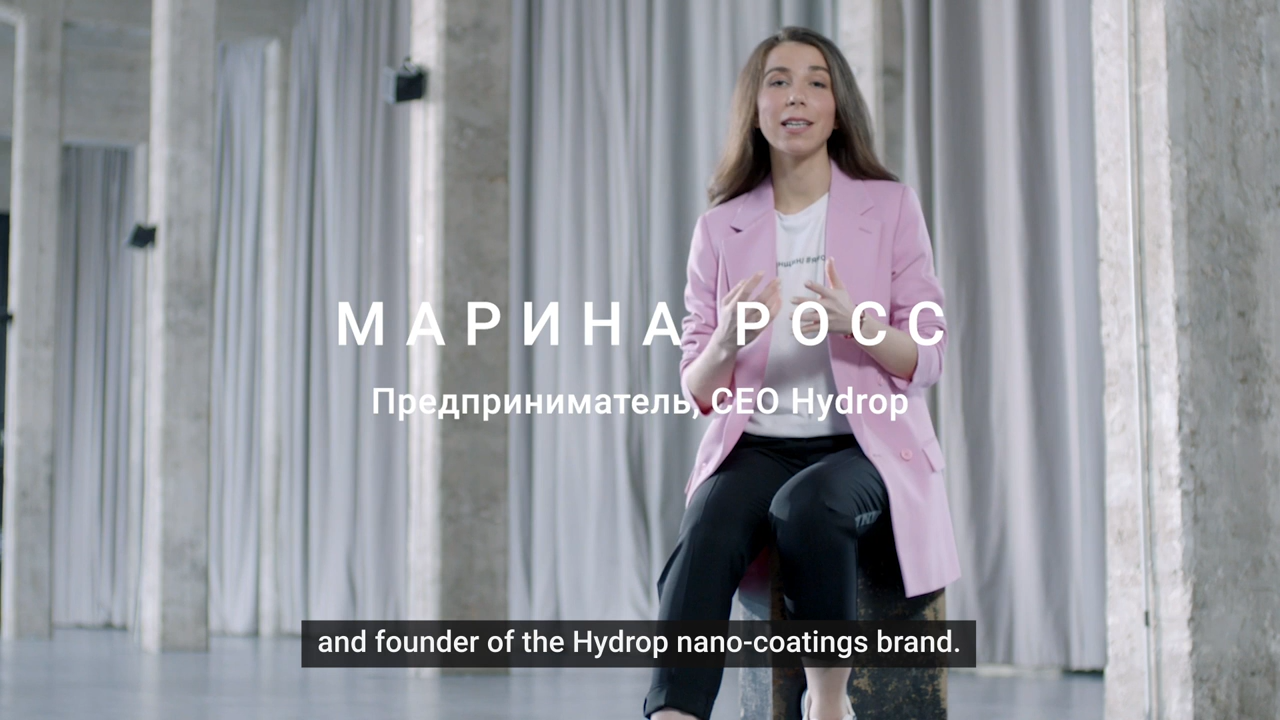 МАРИНА РОСС
Предприниматель, CEO Hydrop
and founder of the Hydrop nano-coatings brand.